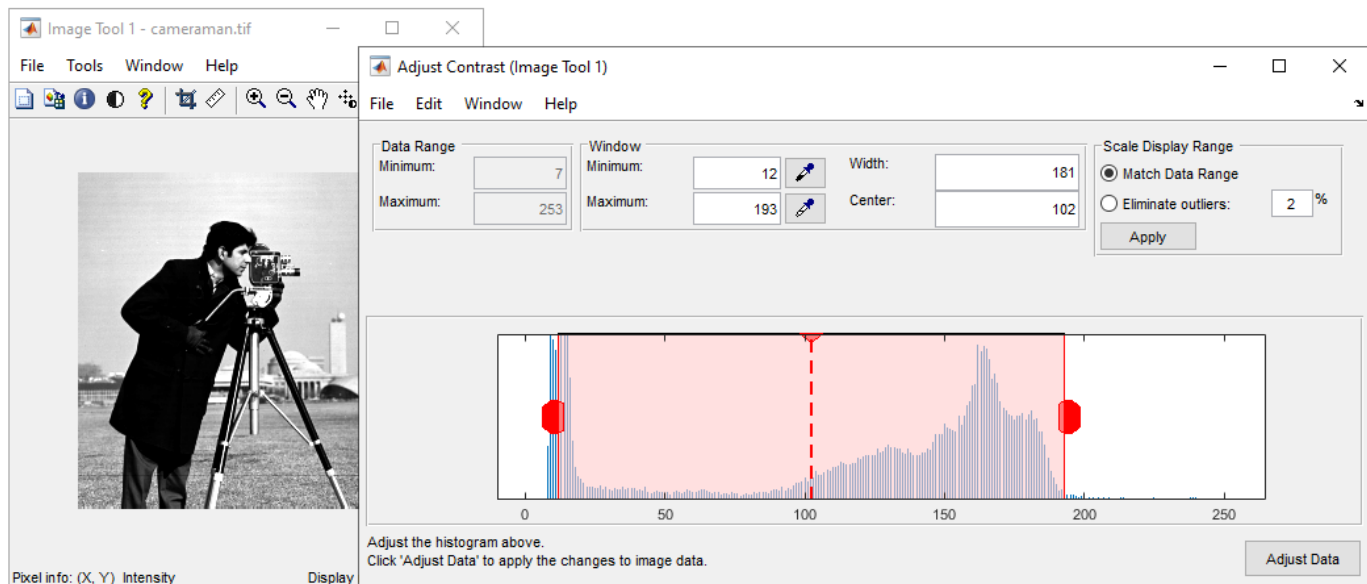 Image Tool 1 - cameraman.tif
File Tools Window Help
Pixel info: (X, Y) Intensity Display
Adjust Contrast (Image Tool 1)
File Edit Window Help
Data Range
Minimum: 7
Maximum: 253
Window
Minimum: 12
Maximum: 193
Width: 181
Center: 102
Scale Display Range
Match Data Range
Eliminate outliers: 2 %
Apply
0 50 100 150 200 250
Adjust the histogram above.
Click 'Adjust Data' to apply the changes to image data.
Adjust Data